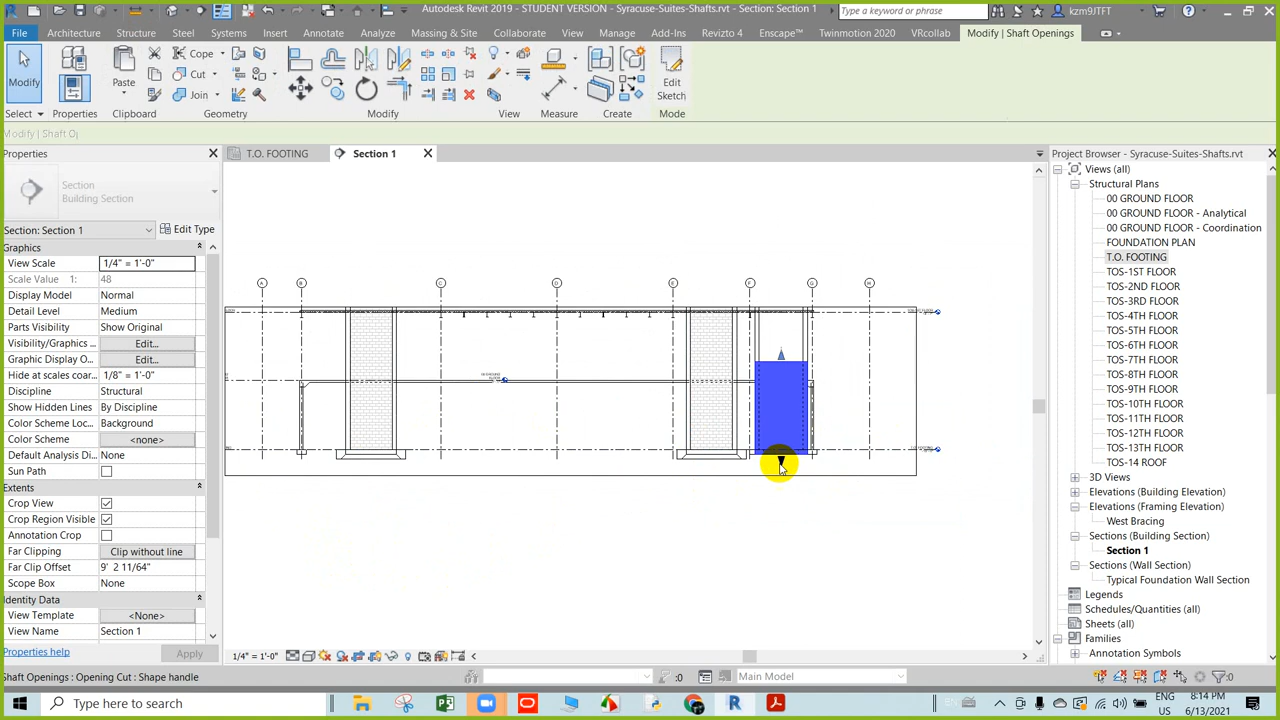 Autodesk Revit 2019 - STUDENT VERSION - Syracuse-Suites-Shafts.rvt - Section: Section 1
Type a keyword or phrase
kzm9JTFT
File Architecture Structure Steel Systems Insert Annotate Analyze Massing & Site Collaborate View Manage Add-Ins Revizto 4 Enscape™ Twinmotion 2020 VRcollab Modify | Shaft Openings
Modify
Paste
Cope
Cut
Join
Edit
Sketch
Select Properties Clipboard Geometry Modify View Measure Create Mode
Modify | Shaft Op
Properties
T.O. FOOTING
Section 1
Project Browser - Syracuse-Suites-Shafts.rvt
Section
Building Section
Section: Section 1
Edit Type
Graphics
View Scale 1/4" = 1'-0"
Scale Value 1: 48
Display Model Normal
Detail Level Medium
Parts Visibility Show Original
Visibility/Graphics Edit...
Graphic Display O... Edit...
Hide at scales coar... 1/8" = 1'-0"
Discipline Structural
Show Hidden Lines By Discipline
Color Scheme Location Background
Color Scheme <none>
Default Analysis Di... None
Sun Path
Extents
Crop View
Crop Region Visible
Annotation Crop
Far Clipping Clip without line
Far Clip Offset 9' 2 11/64"
Scope Box None
Identity Data
View Template <None>
View Name Section 1
Properties help
Apply
A B C D E F G H
Views (all)
Structural Plans
00 GROUND FLOOR
00 GROUND FLOOR - Analytical
00 GROUND FLOOR - Coordination
FOUNDATION PLAN
T.O. FOOTING
TOS-1ST FLOOR
TOS-2ND FLOOR
TOS-3RD FLOOR
TOS-4TH FLOOR
TOS-5TH FLOOR
TOS-6TH FLOOR
TOS-7TH FLOOR
TOS-8TH FLOOR
TOS-9TH FLOOR
TOS-10TH FLOOR
TOS-11TH FLOOR
TOS-12TH FLOOR
TOS-13TH FLOOR
TOS-14 ROOF
3D Views
Elevations (Building Elevation)
Elevations (Framing Elevation)
West Bracing
Sections (Building Section)
Section 1
Sections (Wall Section)
Typical Foundation Wall Section
Legends
Schedules/Quantities (all)
Sheets (all)
Families
Annotation Symbols
1/4" = 1'-0"
Shaft Openings : Opening Cut : Shape handle
:0
Main Model
:0
Type here to search
ENG
US
8:14 PM
6/13/2021